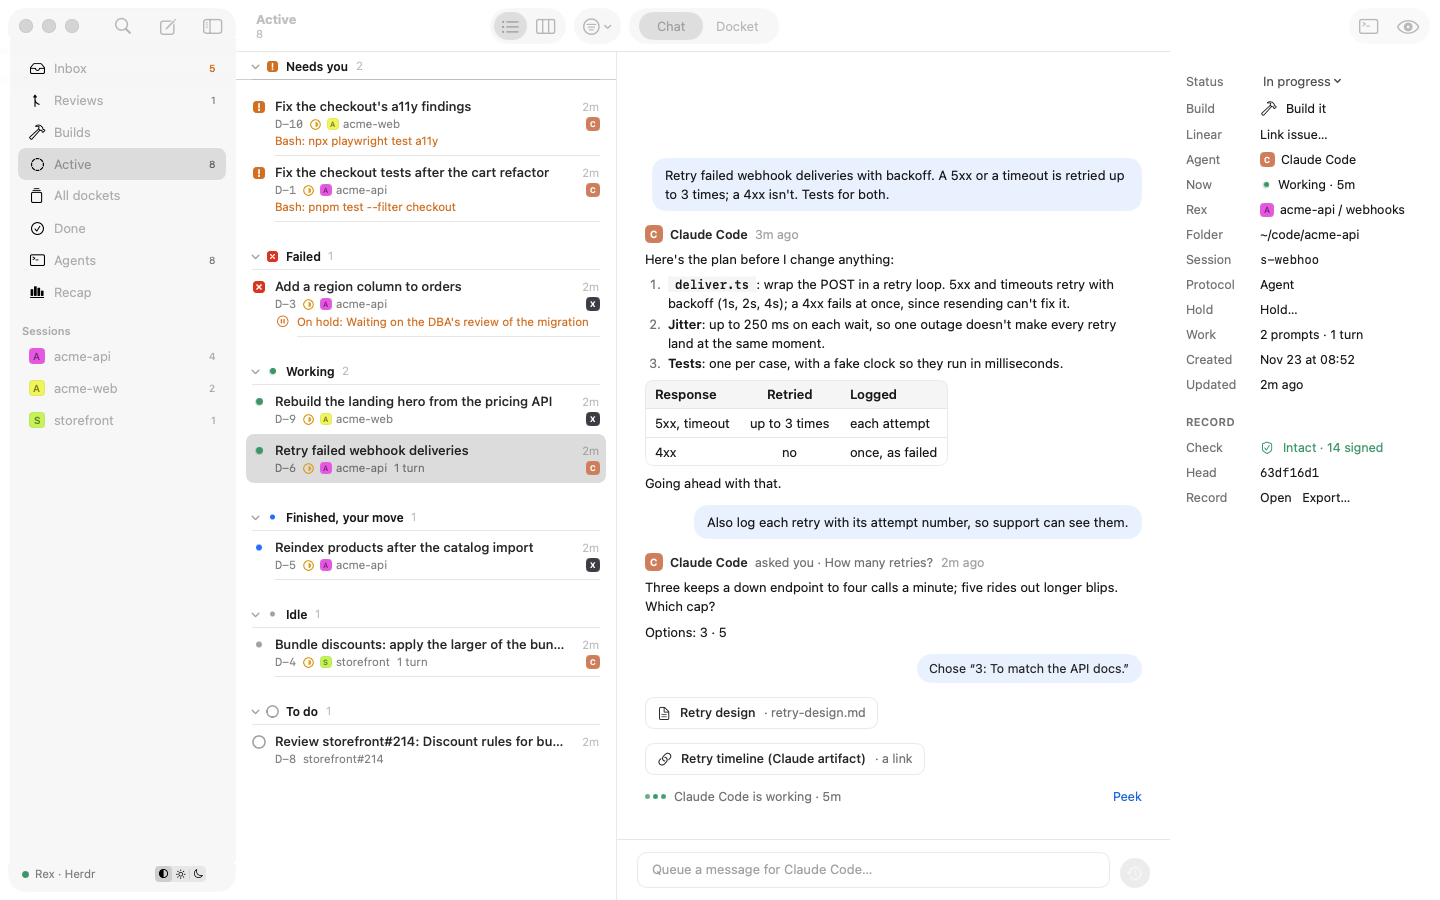 Inbox 5
Reviews 1
Builds
Active 8
All dockets
Done
Agents 8
Recap
Sessions
A acme-api 4
A acme-web 2
S storefront 1
Rex · Herdr
Active
8
Chat Docket
Needs you 2
Fix the checkout's a11y findings 2m
D-10 A acme-web C
Bash: npx playwright test a11y
Fix the checkout tests after the cart refactor 2m
D-1 A acme-api C
Bash: pnpm test --filter checkout
Failed 1
Add a region column to orders 2m
D-3 A acme-api X
On hold: Waiting on the DBA's review of the migration
Working 2
Rebuild the landing hero from the pricing API 2m
D-9 A acme-web X
Retry failed webhook deliveries 2m
D-6 A acme-api 1 turn C
Finished, your move 1
Reindex products after the catalog import 2m
D-5 A acme-api X
Idle 1
Bundle discounts: apply the larger of the bun... 2m
D-4 S storefront 1 turn C
To do 1
Review storefront#214: Discount rules for bu... 2m
D-8 storefront#214
Retry failed webhook deliveries with backoff. A 5xx or a timeout is retried up
to 3 times; a 4xx isn't. Tests for both.
C Claude Code 3m ago
Here's the plan before I change anything:
1. deliver.ts : wrap the POST in a retry loop. 5xx and timeouts retry with
backoff (1s, 2s, 4s); a 4xx fails at once, since resending can't fix it.
2. Jitter: up to 250 ms on each wait, so one outage doesn't make every retry
land at the same moment.
3. Tests: one per case, with a fake clock so they run in milliseconds.
Response Retried Logged
5xx, timeout up to 3 times each attempt
4xx no once, as failed
Going ahead with that.
Also log each retry with its attempt number, so support can see them.
C Claude Code asked you · How many retries? 2m ago
Three keeps a down endpoint to four calls a minute; five rides out longer blips.
Which cap?
Options: 3 · 5
Chose “3: To match the API docs.”
Retry design · retry-design.md
Retry timeline (Claude artifact) · a link
Claude Code is working · 5m Peek
Queue a message for Claude Code...
Status In progress
Build Build it
Linear Link issue...
Agent C Claude Code
Now Working · 5m
Rex A acme-api / webhooks
Folder ~/code/acme-api
Session s-webhoo
Protocol Agent
Hold Hold...
Work 2 prompts · 1 turn
Created Nov 23 at 08:52
Updated 2m ago
RECORD
Check Intact · 14 signed
Head 63df16d1
Record Open Export...